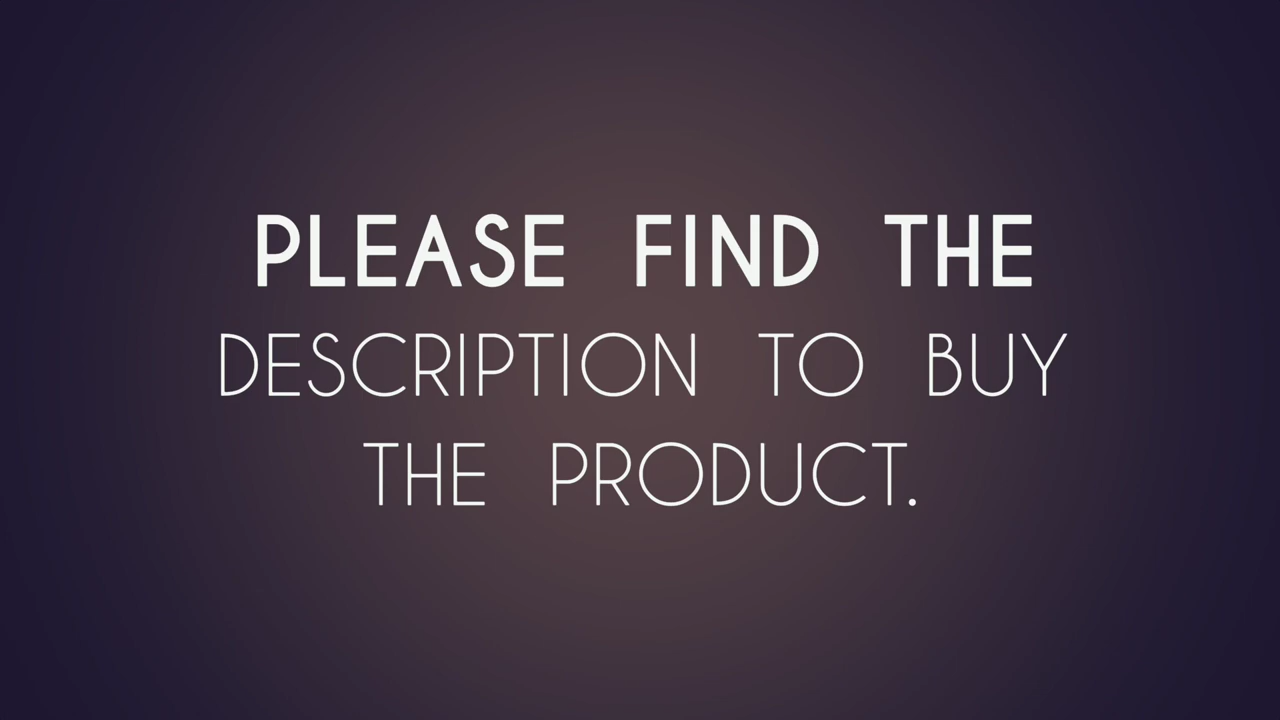 PLEASE FIND THE
DESCRIPTION TO BUY
THE PRODUCT.